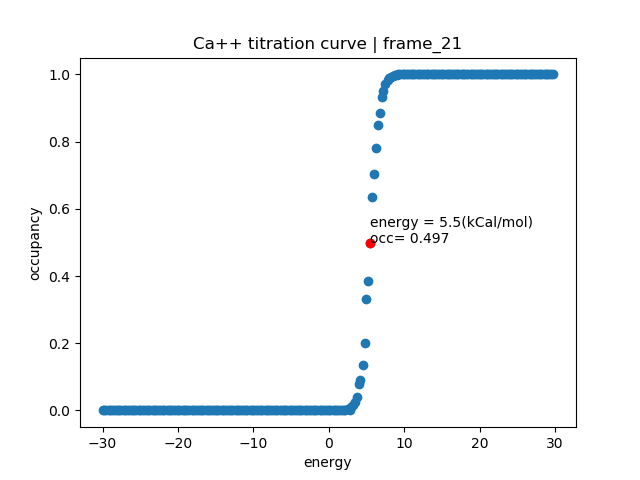 Ca++ titration curve | frame_21
1.0
0.8
0.6
0.4
0.2
0.0
occupancy
energy = 5.5(kCal/mol)
occ= 0.497
−30
−20
−10
0
10
20
30
energy